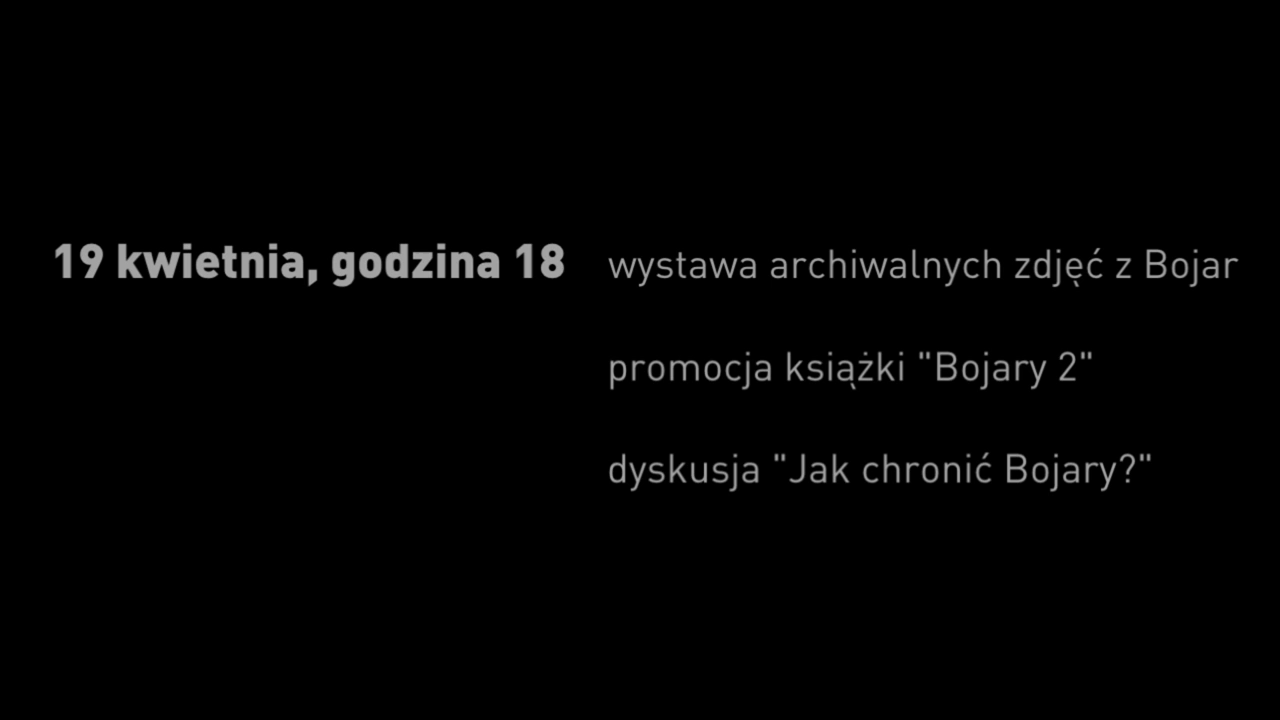 19 kwietnia, godzina 18 wystawa archiwalnych zdjęć z Bojar
promocja książki "Bojary 2"
dyskusja "Jak chronić Bojary?"